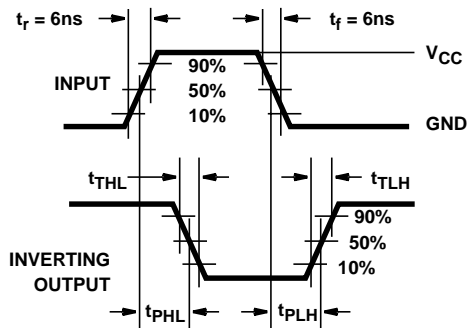 tr = 6ns
tf = 6ns
VCC
90%
INPUT
50%
10%
GND
tTHL
tTLH
90%
50%
INVERTING
10%
OUTPUT
tPHL
tPLH